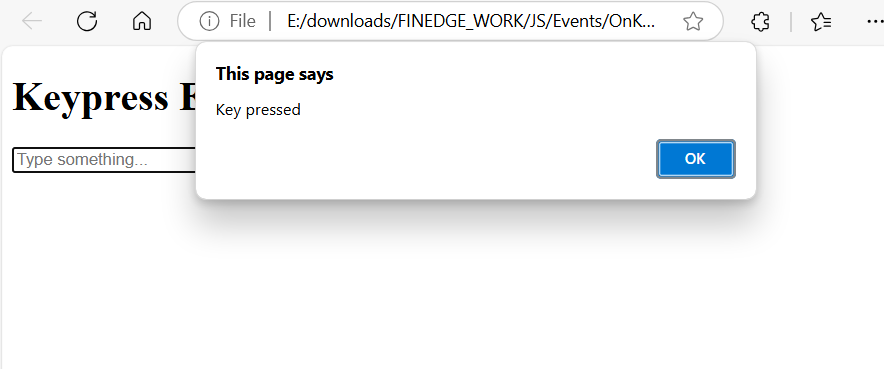 File
E:/downloads/FINEDGE_WORK/JS/Events/OnK...
This page says
Key pressed
OK
Keypress E
Type something...